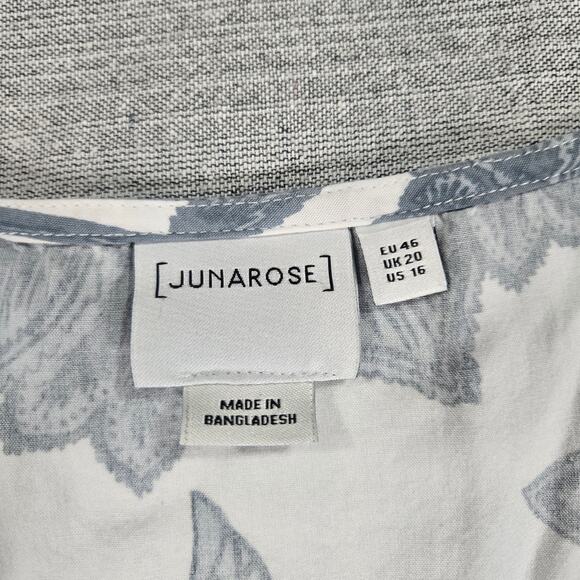 [JUNAROSE]
EU 46
UK 20
US 16
MADE IN
BANGLADESH